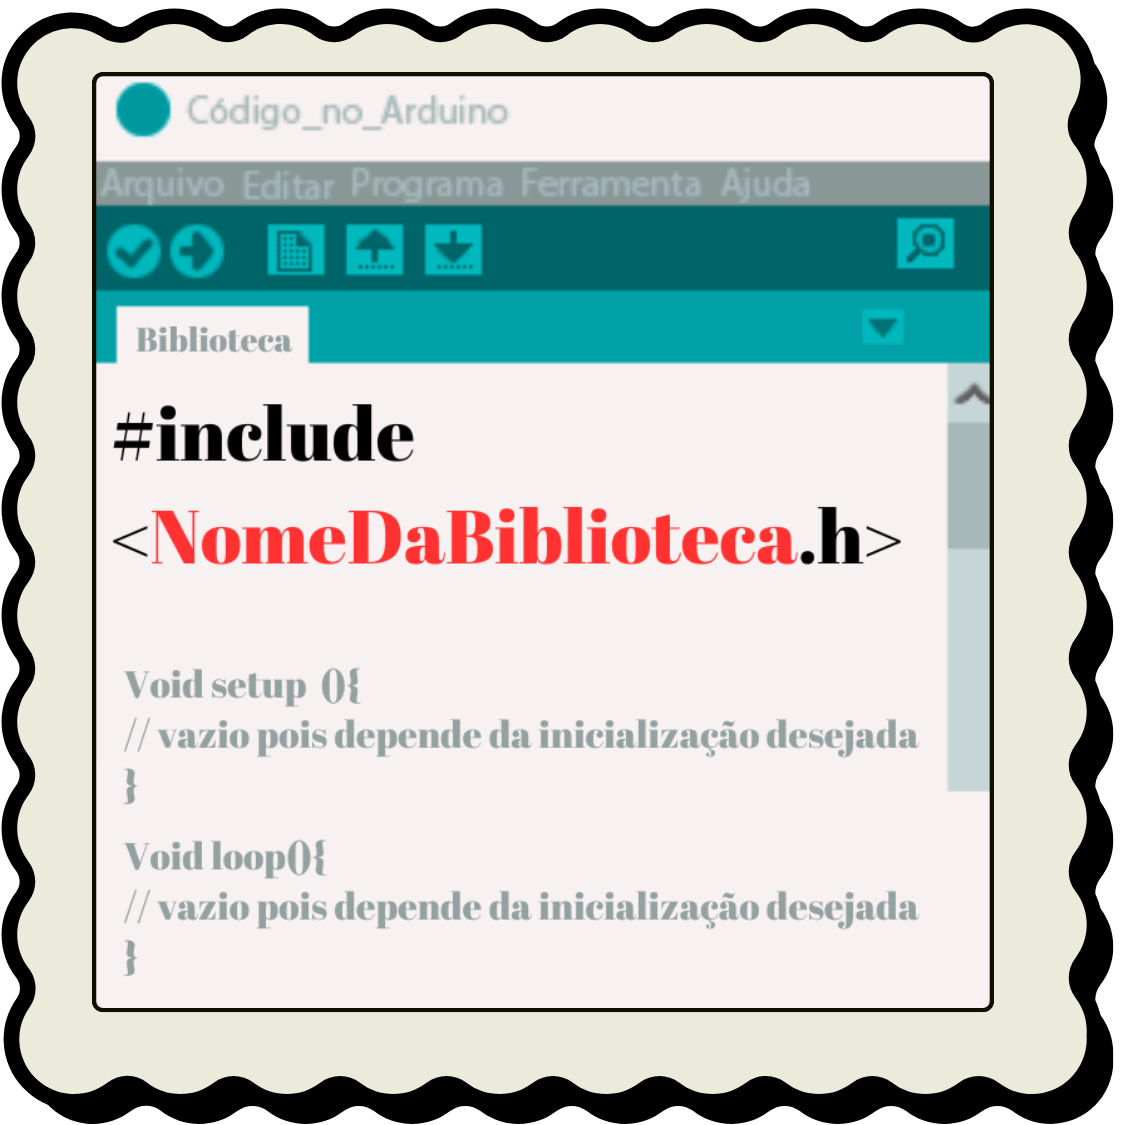 Código_no_Arduino
Arquivo Editar Programa Ferramenta Ajuda
Biblioteca
#include
<NomeDaBiblioteca.h>
Void setup (){
// vazio pois depende da inicialização desejada
}
Void loop(){
// vazio pois depende da inicialização desejada
}